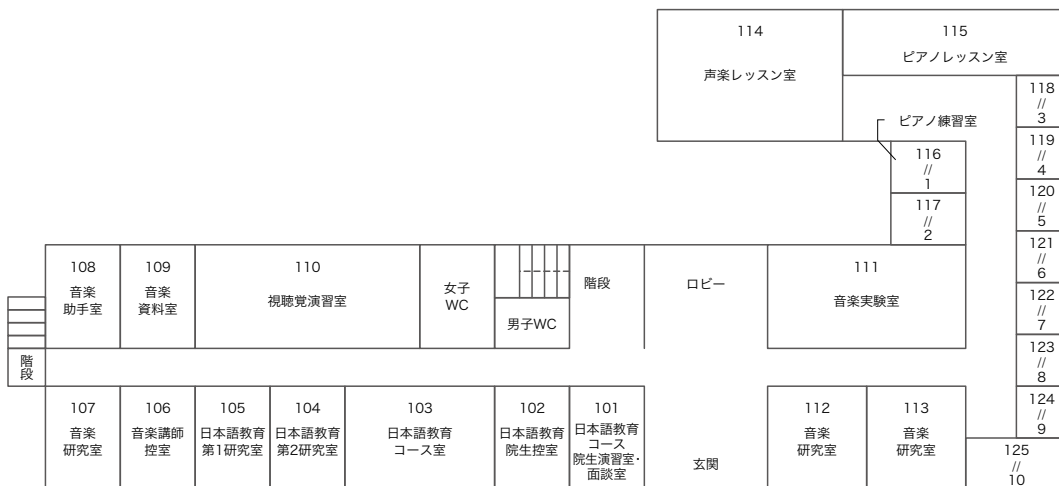 114
声楽レッスン室
115
ピアノレッスン室
ピアノ練習室
116
//
1
117
//
2
118
//
3
119
//
4
120
//
5
121
//
6
122
//
7
123
//
8
124
//
9
125
//
10
108
音楽
助手室
109
音楽
資料室
110
視聴覚演習室
女子
WC
男子WC
階段
ロビー
111
音楽実験室
階
段
107
音楽
研究室
106
音楽講師
控室
105
日本語教育
第1研究室
104
日本語教育
第2研究室
103
日本語教育
コース室
102
日本語教育
院生控室
101
日本語教育
コース
院生演習室・
面談室
玄関
112
音楽
研究室
113
音楽
研究室